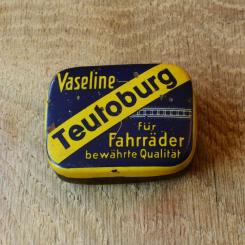 Vaseline
Teutoburg
für
Fahrräder
bewährte Qualität